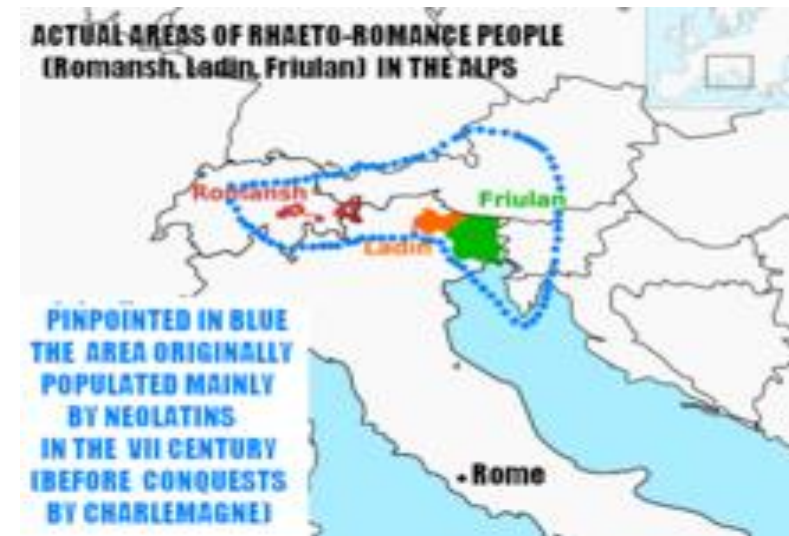 ACTUAL AREAS OF RHAETO-ROMANCE PEOPLE
(Romansh, Ladin, Friulan) IN THE ALPS
Romansh
Friulan
Ladin
PINPOINTED IN BLUE
THE AREA ORIGINALLY
POPULATED MAINLY
BY NEOLATINS
IN THE VII CENTURY
(BEFORE CONQUESTS
BY CHARLEMAGNE)
Rome